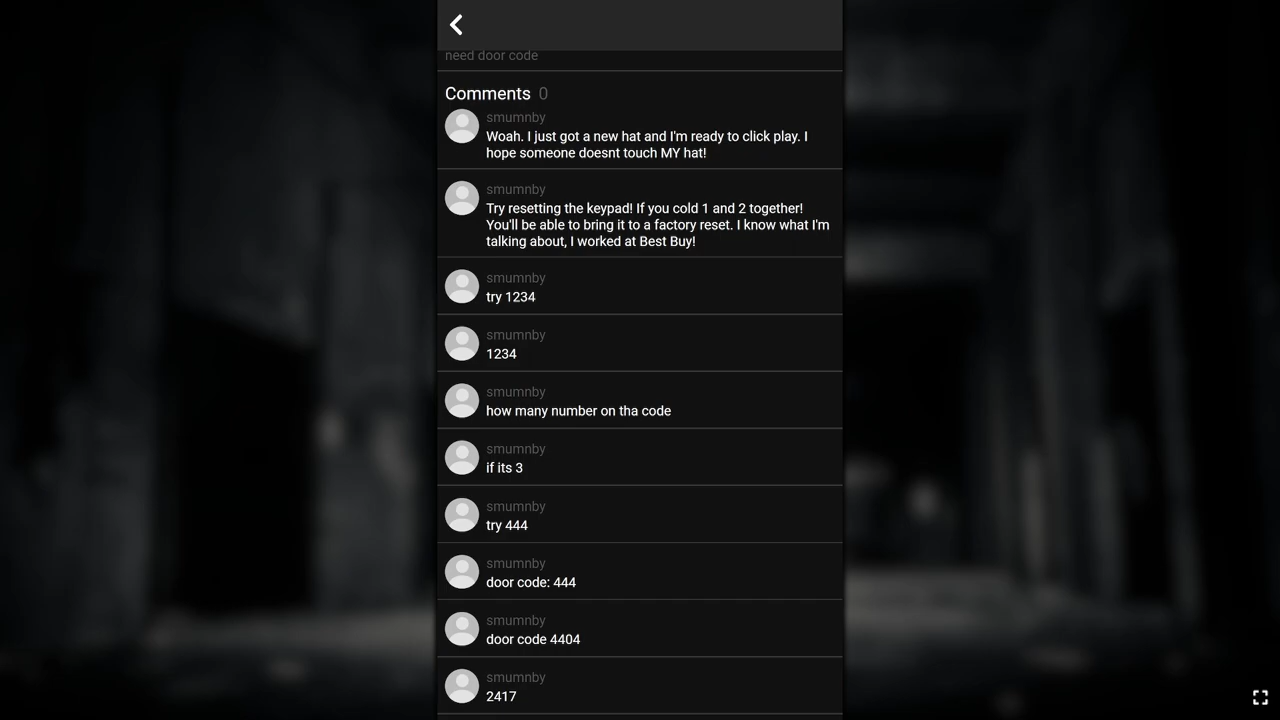 need door code
Comments 0
smumnby
Woah. I just got a new hat and I'm ready to click play. I
hope someone doesnt touch MY hat!
smumnby
Try resetting the keypad! If you cold 1 and 2 together!
You'll be able to bring it to a factory reset. I know what I'm
talking about, I worked at Best Buy!
smumnby
try 1234
smumnby
1234
smumnby
how many number on tha code
smumnby
if its 3
smumnby
try 444
smumnby
door code: 444
smumnby
door code 4404
smumnby
2417